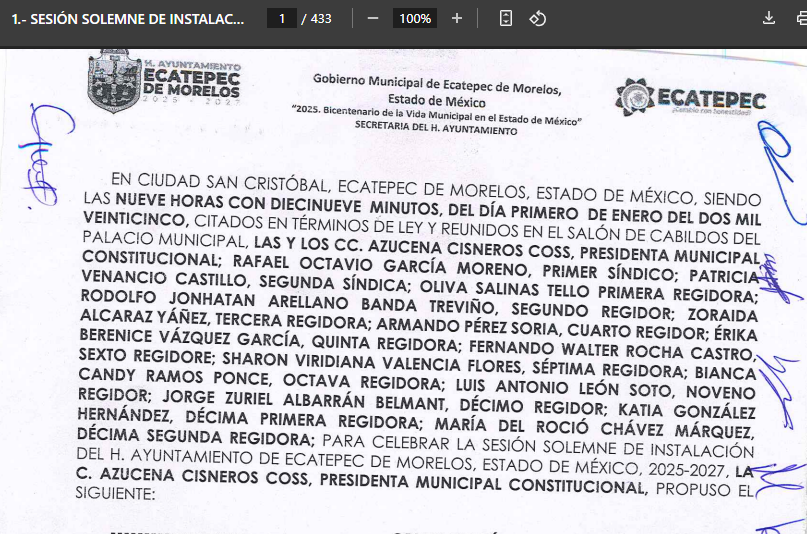 1.- SESIÓN SOLEMNE DE INSTALAC...
1 / 433
100%
H. AYUNTAMIENTO
ECATEPEC
DE MORELOS
2025 - 2027
Gobierno Municipal de Ecatepec de Morelos,
Estado de México
"2025. Bicentenario de la Vida Municipal en el Estado de México"
SECRETARIA DEL H. AYUNTAMIENTO
ECATEPEC
¡Cambio con honestidad!
EN CIUDAD SAN CRISTÓBAL, ECATEPEC DE MORELOS, ESTADO DE MÉXICO, SIENDO
LAS NUEVE HORAS CON DIECINUEVE MINUTOS, DEL DÍA PRIMERO DE ENERO DEL DOS MIL
VEINTICINCO, CITADOS EN TÉRMINOS DE LEY Y REUNIDOS EN EL SALÓN DE CABILDOS DEL
PALACIO MUNICIPAL, LAS Y LOS CC. AZUCENA CISNEROS COSS, PRESIDENTA MUNICIPAL
CONSTITUCIONAL; RAFAEL OCTAVIO GARCÍA MORENO, PRIMER SÍNDICO; PATRICIA
VENANCIO CASTILLO, SEGUNDA SÍNDICA; OLIVA SALINAS TELLO PRIMERA REGIDORA;
RODOLFO JONHATAN ARELLANO BANDA TREVIÑO, SEGUNDO REGIDOR; ZORAIDA
ALCARAZ YÁÑEZ, TERCERA REGIDORA; ARMANDO PÉREZ SORIA, CUARTO REGIDOR; ÉRIKA
BERENICE VÁZQUEZ GARCÍA, QUINTA REGIDORA; FERNANDO WALTER ROCHA CASTRO,
SEXTO REGIDORE; SHARON VIRIDIANA VALENCIA FLORES, SÉPTIMA REGIDORA; BIANCA
CANDY RAMOS PONCE, OCTAVA REGIDORA; LUIS ANTONIO LEÓN SOTO, NOVENO
REGIDOR; JORGE ZURIEL ALBARRÁN BELMANT, DÉCIMO REGIDOR; KATIA GONZÁLEZ
HERNÁNDEZ, DÉCIMA PRIMERA REGIDORA; MARÍA DEL ROCIÓ CHÁVEZ MÁRQUEZ,
DÉCIMA SEGUNDA REGIDORA; PARA CELEBRAR LA SESIÓN SOLEMNE DE INSTALACIÓN
DEL H. AYUNTAMIENTO DE ECATEPEC DE MORELOS, ESTADO DE MÉXICO, 2025-2027, LA
C. AZUCENA CISNEROS COSS, PRESIDENTA MUNICIPAL CONSTITUCIONAL, PROPUSO EL
SIGUIENTE: